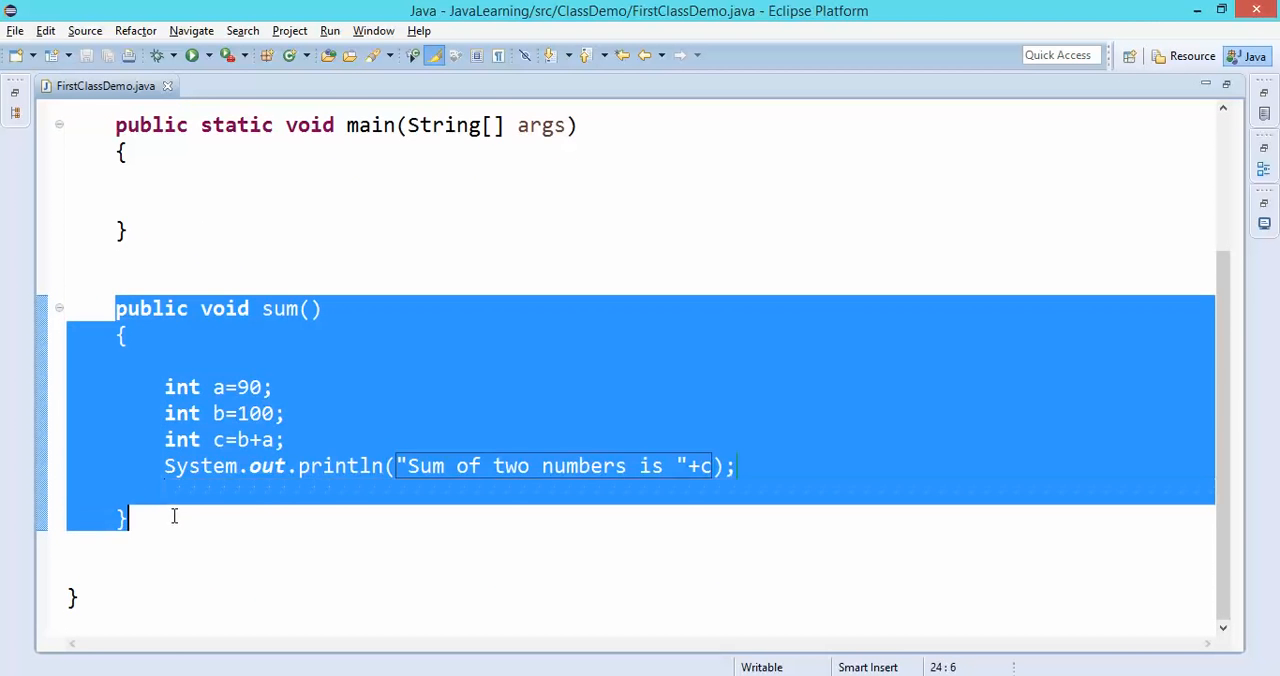 Java - JavaLearning/src/ClassDemo/FirstClassDemo.java - Eclipse Platform
File Edit Source Refactor Navigate Search Project Run Window Help
Quick Access Resource Java
FirstClassDemo.java
public static void main(String[] args)
{
}
public void sum()
{
int a=90;
int b=100;
int c=b+a;
System.out.println("Sum of two numbers is "+c);
}
}
Writable Smart Insert 24 : 6